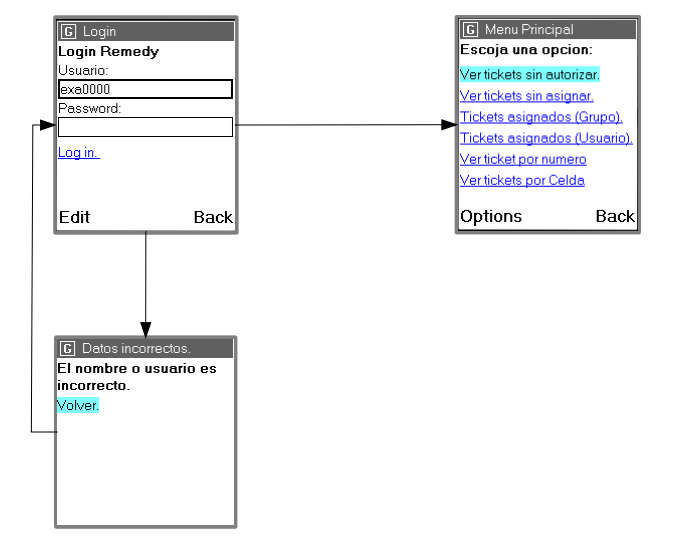 G Login
Login Remedy
Usuario:
exa0000
Password:
Log in.
Edit Back
G Menu Principal
Escoja una opcion:
Ver tickets sin autorizar.
Ver tickets sin asignar.
Tickets asignados (Grupo).
Tickets asignados (Usuario).
Ver ticket por numero
Ver tickets por Celda
Options Back
G Datos incorrectos.
El nombre o usuario es
incorrecto.
Volver.